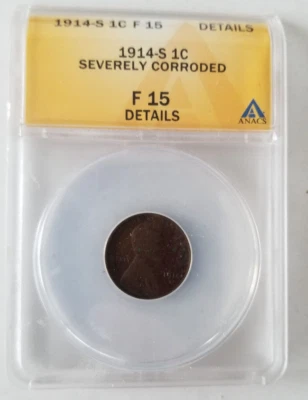 1914-S 1C F 15 DETAILS
1914-S 1C
SEVERELY CORRODED
F 15
DETAILS
ANACS